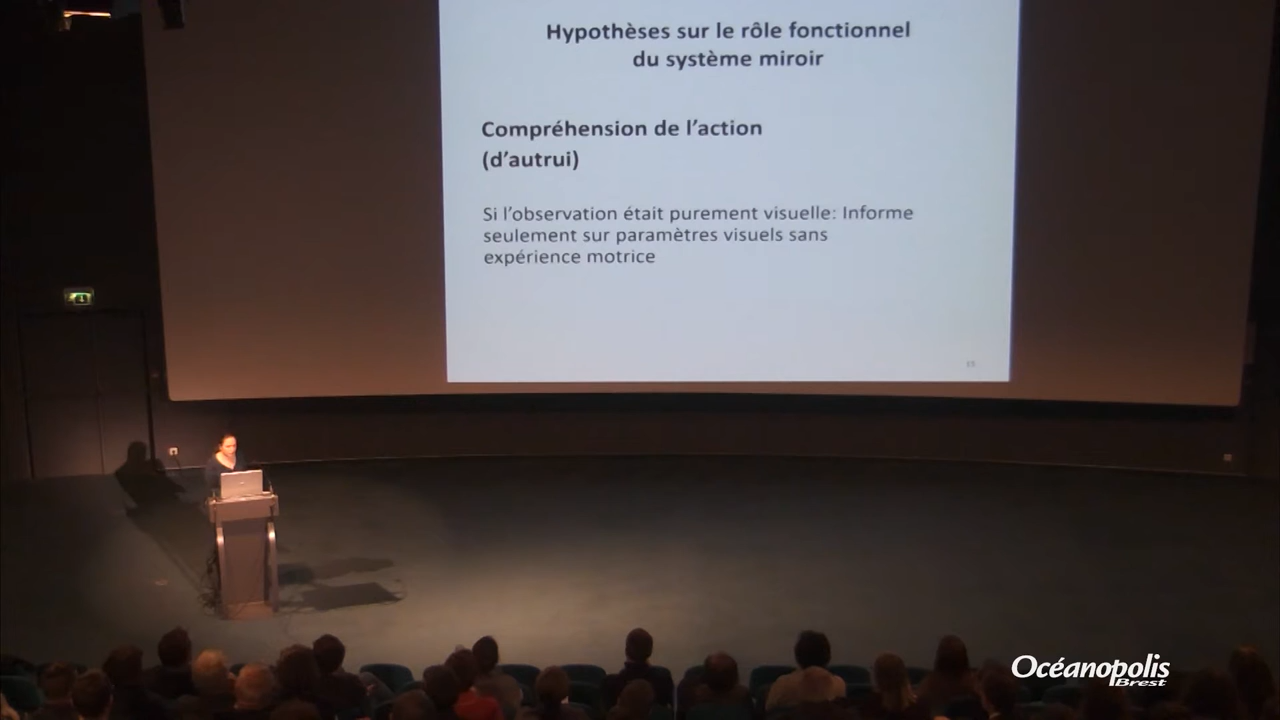 Hypothèses sur le rôle fonctionnel
du système miroir
Compréhension de l'action
(d'autrui)
Si l'observation était purement visuelle: Informe
seulement sur paramètres visuels sans
expérience motrice
Océanopolis
Brest